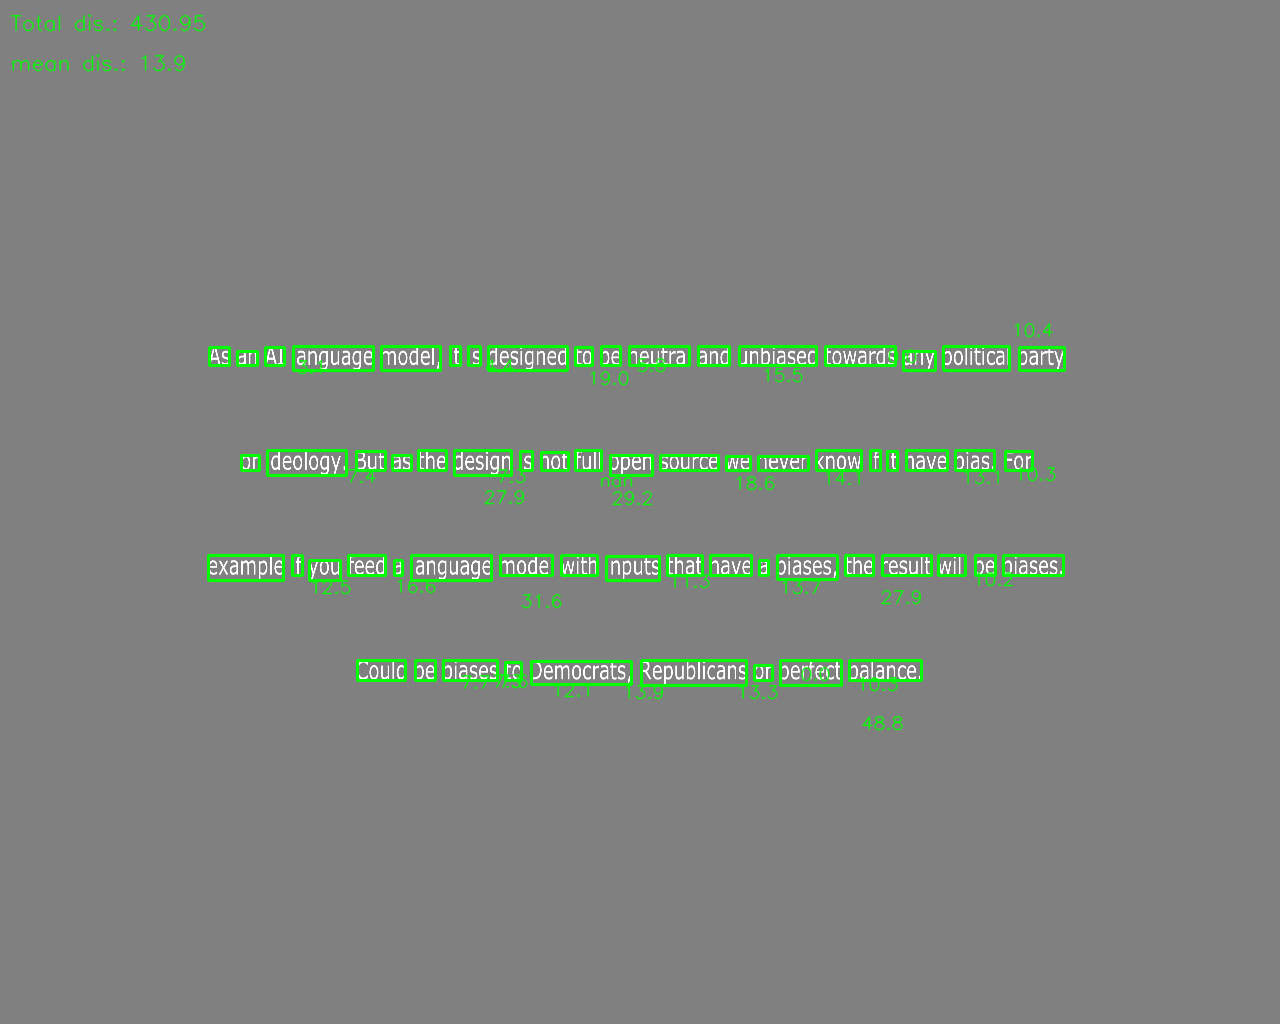 Total dis.: 430.95
mean dis.: 13.9
10.4
As an AI language model, it is designed to be neutral and unbiased towards any political party
19.0 15.5
or ideology. But as the design is not full oppen source we never know if it have bias. For
7.4 7.3 nan 18.6 14.1 13.1 10.3
27.9 29.2
example if you feed a language model with inputs that have a biases, the result will be biases.
12.5 16.6 11.3 13.7 10.2
31.6 27.9
Could be biases to Democrats, Republicans or perfect balance.
12.1 13.9 13.3 10.5
48.8